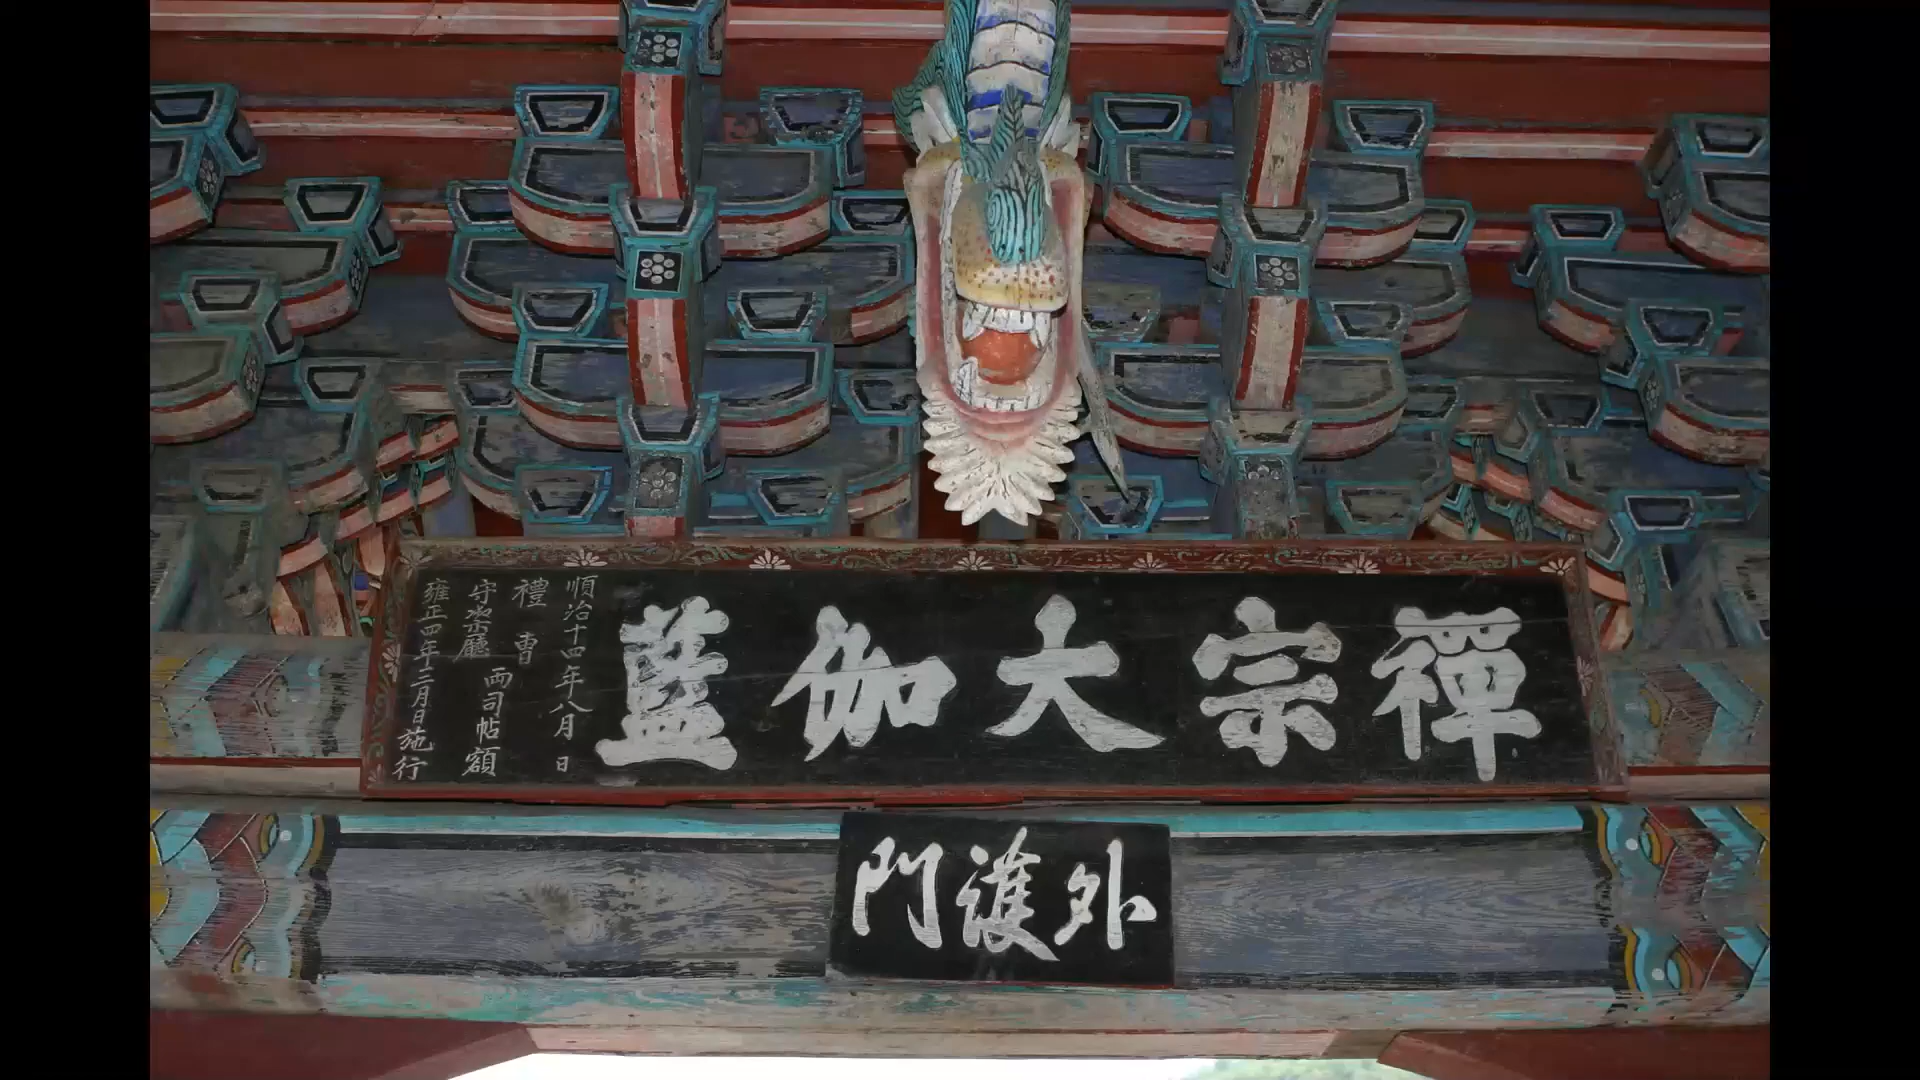 禪宗大伽藍
順治十四年八月 日
禮曹
守禦廳 兩司帖額
雍正四年三月日施行
外護門